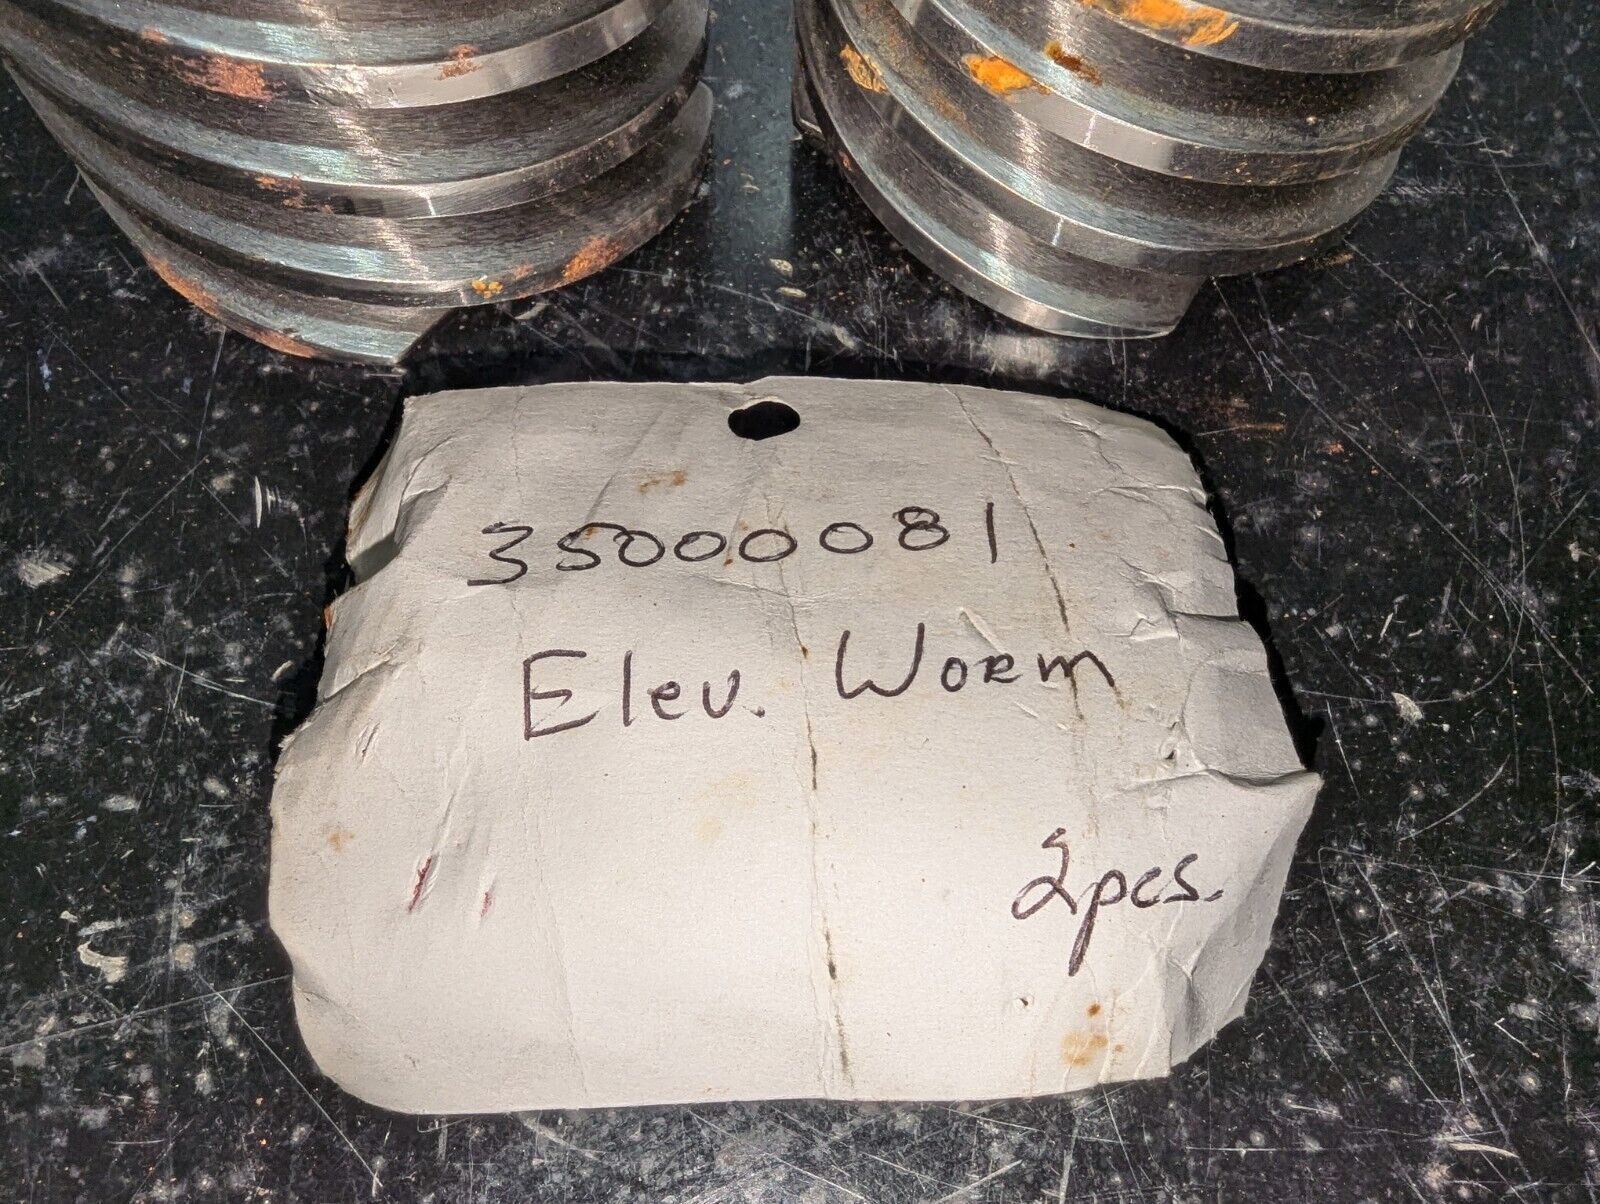 35000081
Elev. Worm
2pcs.